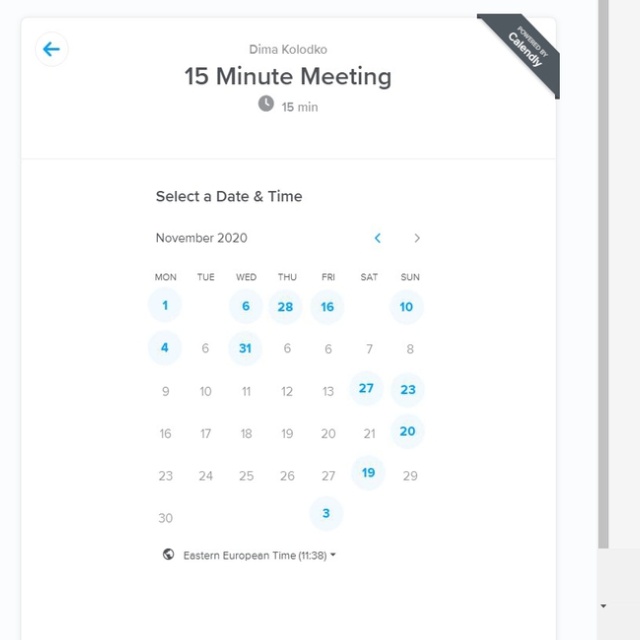 Dima Kolodko
15 Minute Meeting
15 min
POWERED BY
Calendly
Select a Date & Time
November 2020
MON TUE WED THU FRI SAT SUN
1 6 28 16 10
4 6 31 6 6 7 8
9 10 11 12 13 27 23
16 17 18 19 20 21 20
23 24 25 26 27 19 29
30 3
Eastern European Time (11:38)